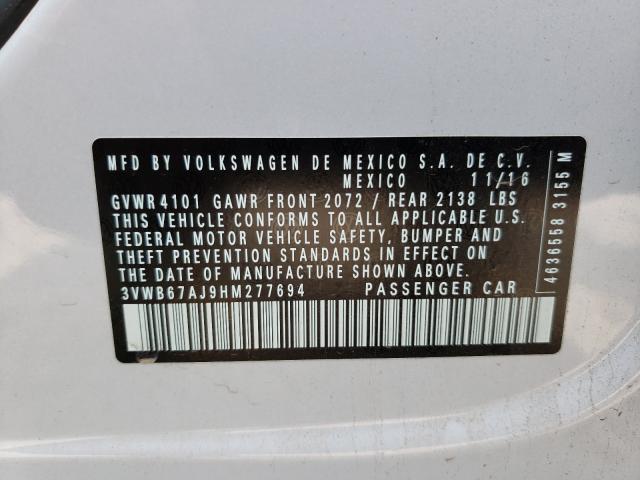 MFD BY VOLKSWAGEN DE MEXICO S.A. DE C.V.
MEXICO 11/16
GVWR 4101 GAWR FRONT 2072 / REAR 2138 LBS
THIS VEHICLE CONFORMS TO ALL APPLICABLE U.S.
FEDERAL MOTOR VEHICLE SAFETY, BUMPER AND
THEFT PREVENTION STANDARDS IN EFFECT ON
THE DATE OF MANUFACTURE SHOWN ABOVE.
3VWB67AJ9HM277694 PASSENGER CAR
4636558 3155 M